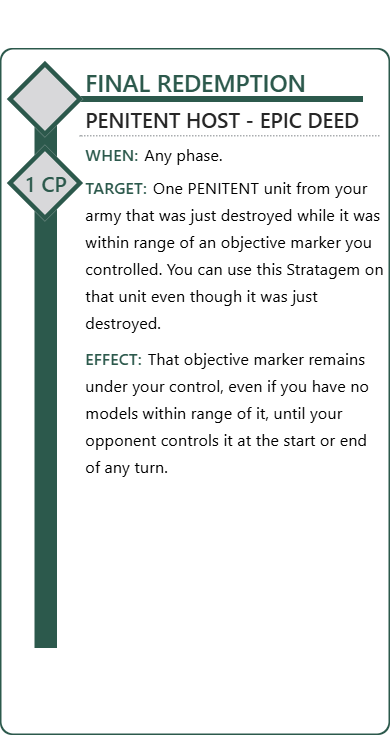 FINAL REDEMPTION
PENITENT HOST - EPIC DEED
WHEN: Any phase.
1 CP
TARGET: One PENITENT unit from your
army that was just destroyed while it was
within range of an objective marker you
controlled. You can use this Stratagem on
that unit even though it was just
destroyed.
EFFECT: That objective marker remains
under your control, even if you have no
models within range of it, until your
opponent controls it at the start or end
of any turn.